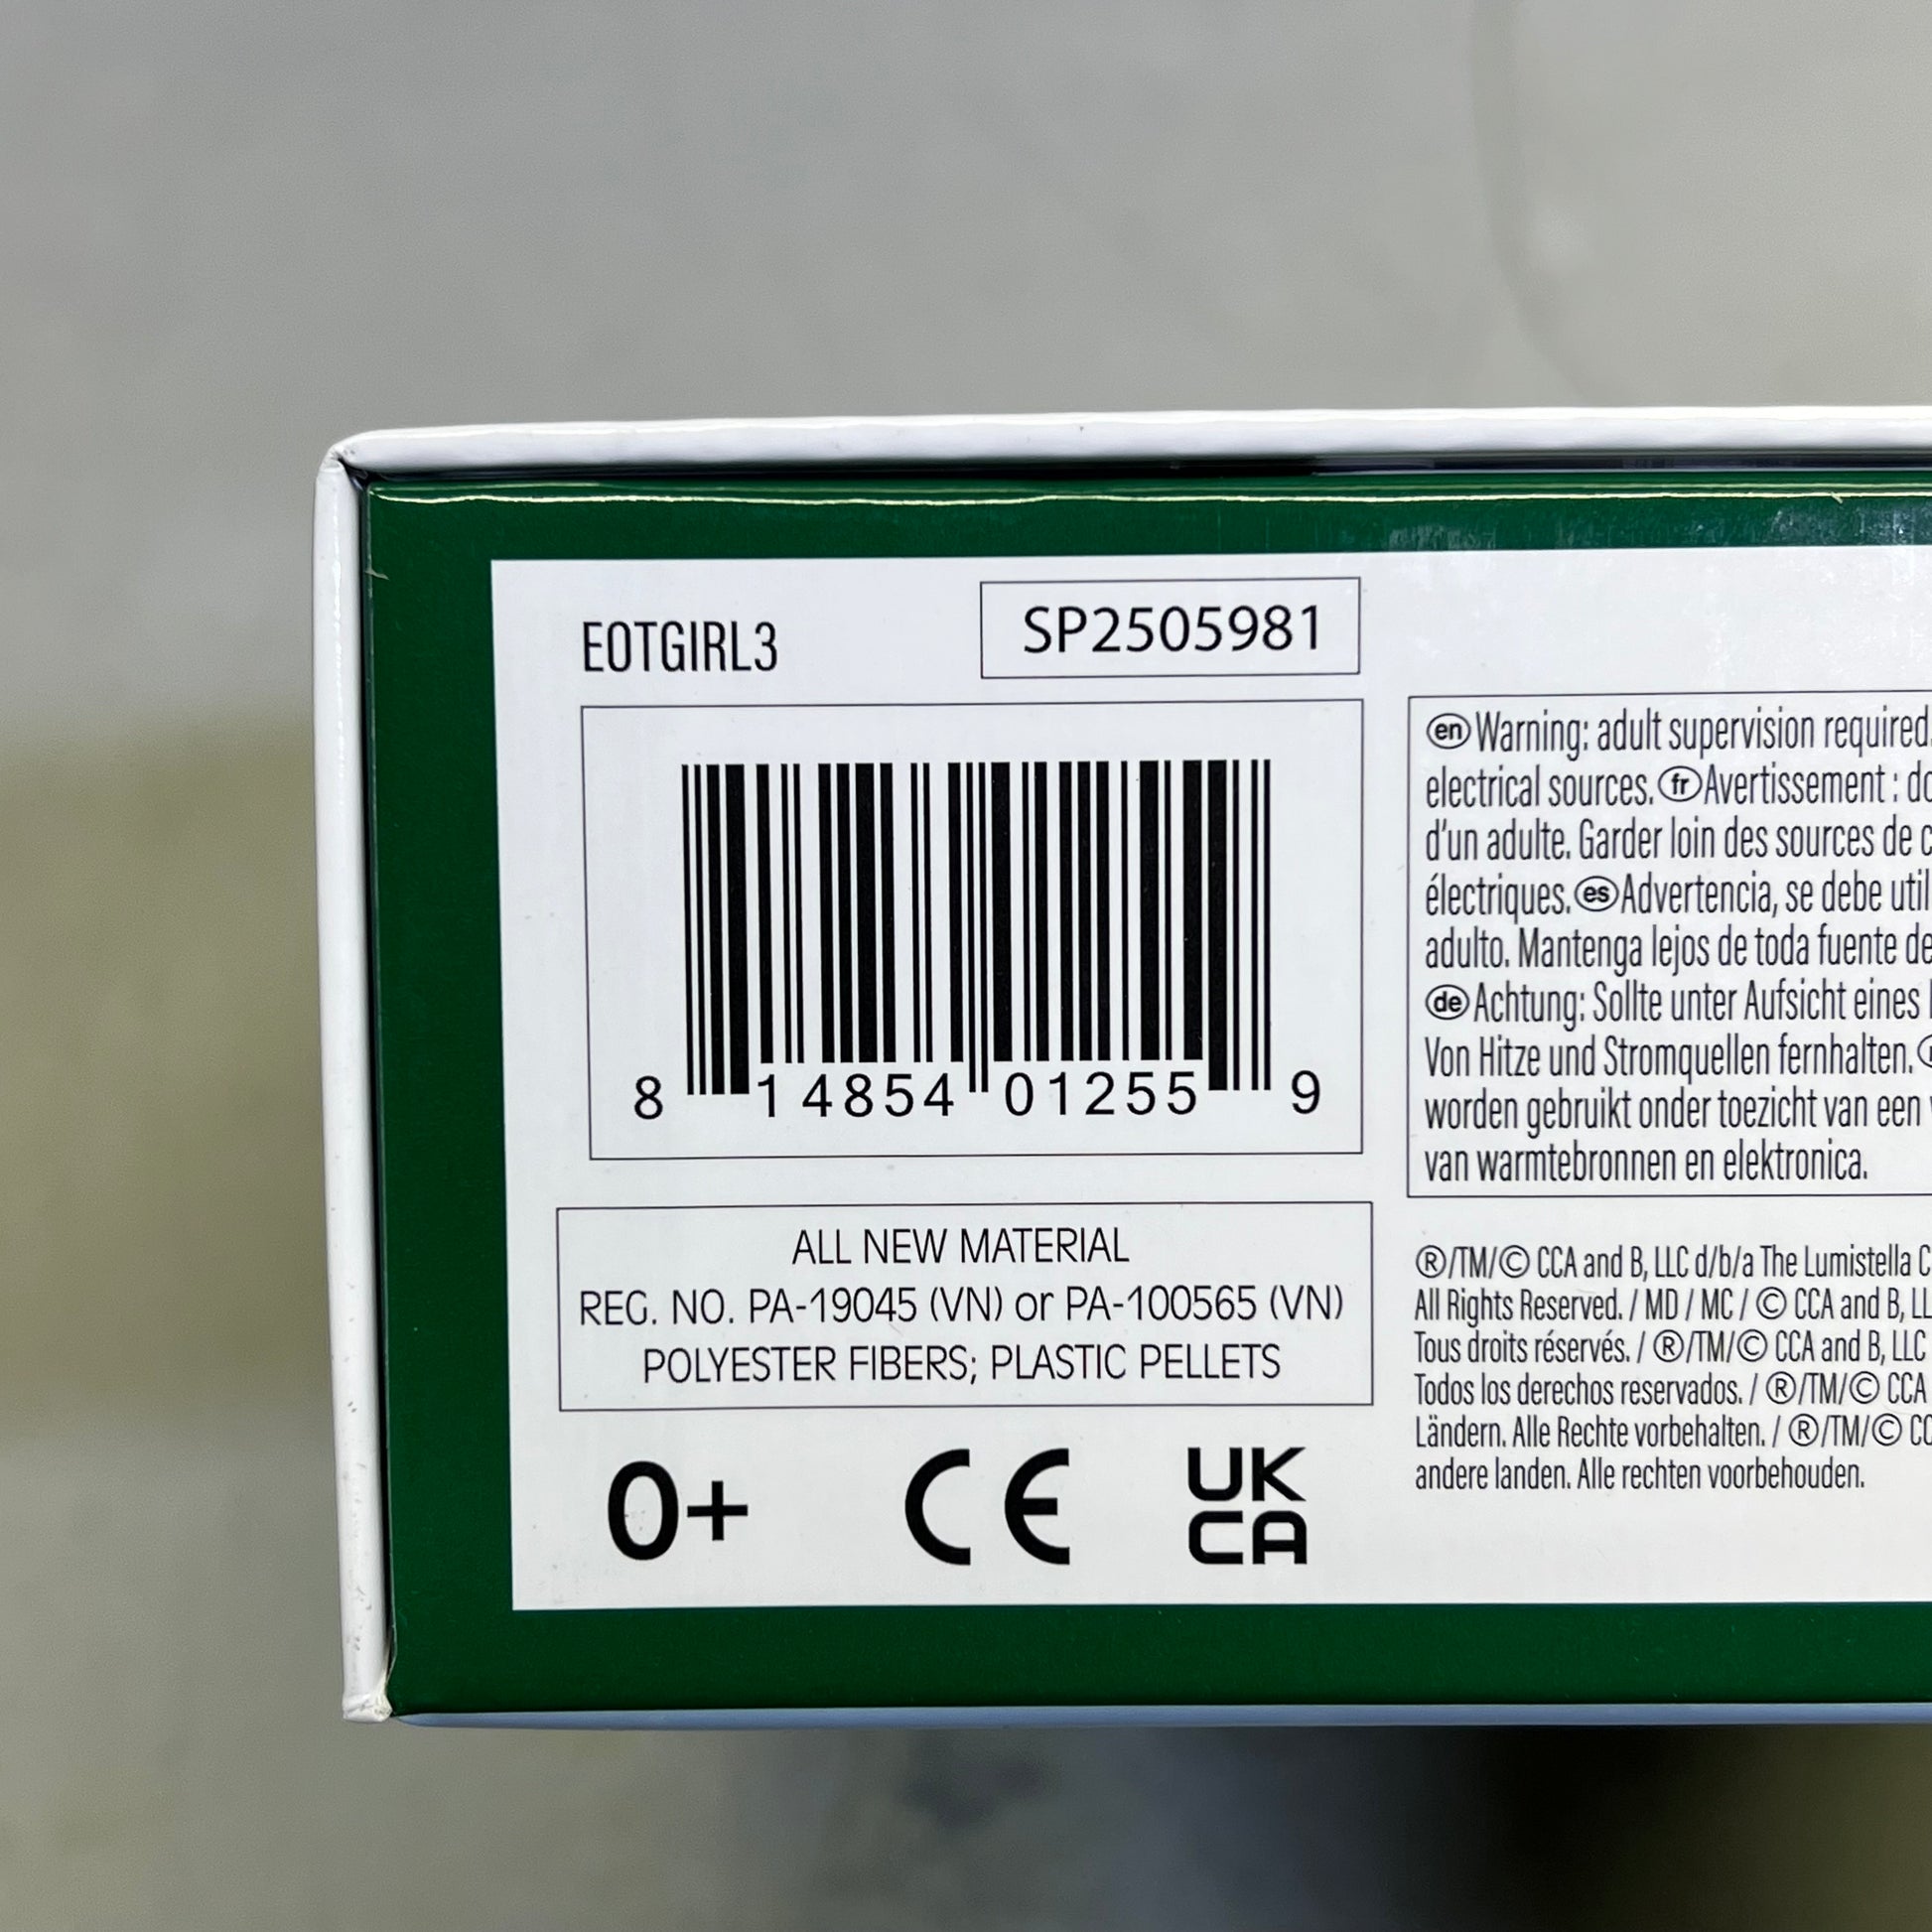 EOTGIRL3
SP2505981
8 14854 01255 9
ALL NEW MATERIAL
REG. NO. PA-19045 (VN) or PA-100565 (VN)
POLYESTER FIBERS; PLASTIC PELLETS
0+ CE UK
CA
en Warning: adult supervision required.
electrical sources. fr Avertissement :
d'un adulte. Garder loin des sources de
électriques. es Advertencia, se debe
adulto. Mantenga lejos de toda fuente de
de Achtung: Sollte unter Aufsicht eines
Von Hitze und Stromquellen fernhalten.
worden gebruikt onder toezicht van een
van warmtebronnen en elektronica.
®/TM/© CCA and B, LLC d/b/a The Lumistella
All Rights Reserved. / MD / MC / © CCA and B,
Tous droits réservés. / ®/TM/© CCA and B, LLC
Todos los derechos reservados. / ®/TM/© CCA
Ländern. Alle Rechte vorbehalten. / ®/TM/©
andere landen. Alle rechten voorbehouden.